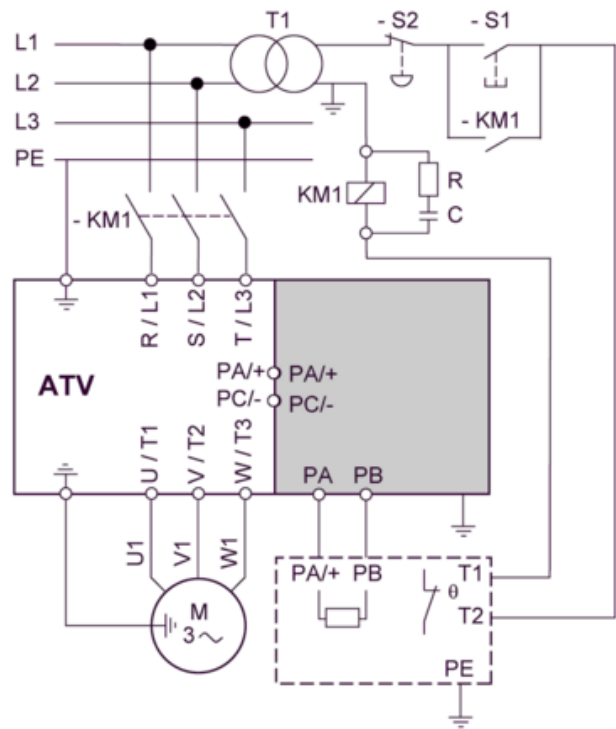 T1
- S2
- S1
L1
L2
L3
PE
- KM1
KM1
R
C
- KM1
R / L1
S / L2
T / L3
ATV
PA/+
PA/+
PC/-
PC/-
U / T1
V / T2
W / T3
PA
PB
U1
V1
W1
M
3
PA/+
PB
θ
T1
T2
PE